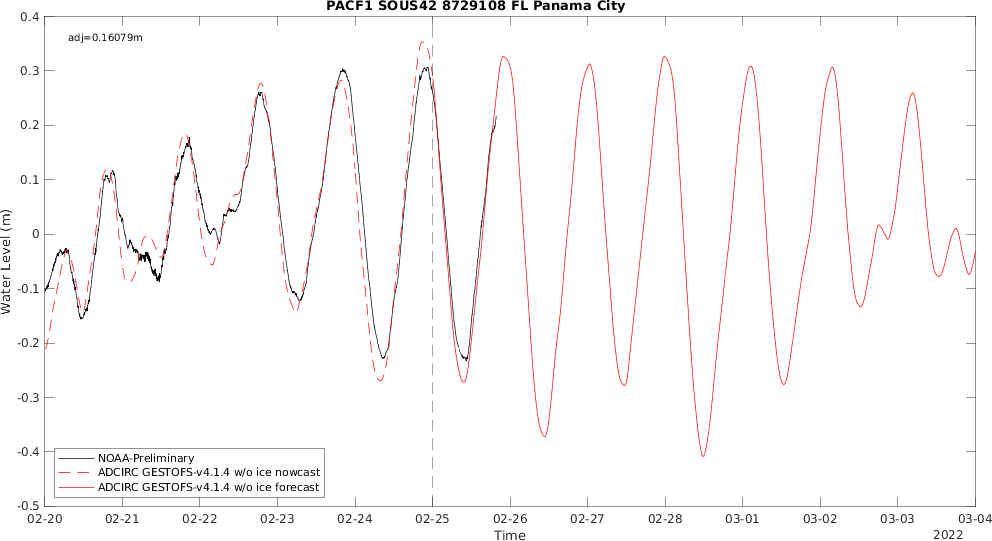 PACF1 SOUS42 8729108 FL Panama City
adj=0.16079m
0.4
0.3
0.2
0.1
0
-0.1
-0.2
-0.3
-0.4
-0.5
Water Level (m)
NOAA-Preliminary
ADCIRC GESTOFS-v4.1.4 w/o ice nowcast
ADCIRC GESTOFS-v4.1.4 w/o ice forecast
02-20 02-21 02-22 02-23 02-24 02-25 02-26 02-27 02-28 03-01 03-02 03-03 03-04
Time
2022